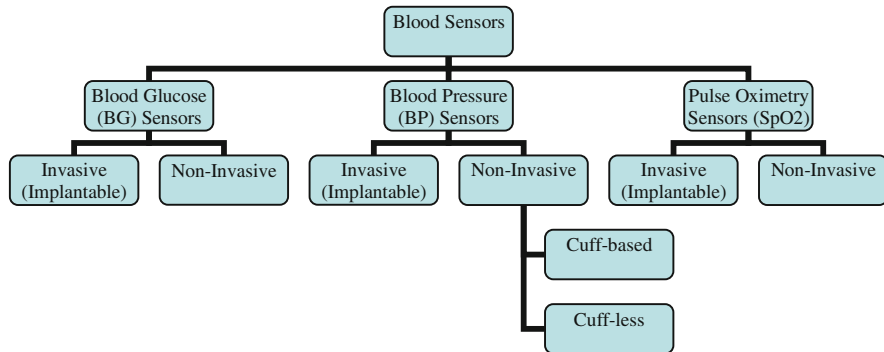 Blood Sensors
Blood Glucose
(BG) Sensors
Blood Pressure
(BP) Sensors
Pulse Oximetry
Sensors (SpO2)
Invasive
(Implantable)
Non-Invasive
Invasive
(Implantable)
Non-Invasive
Invasive
(Implantable)
Non-Invasive
Cuff-based
Cuff-less